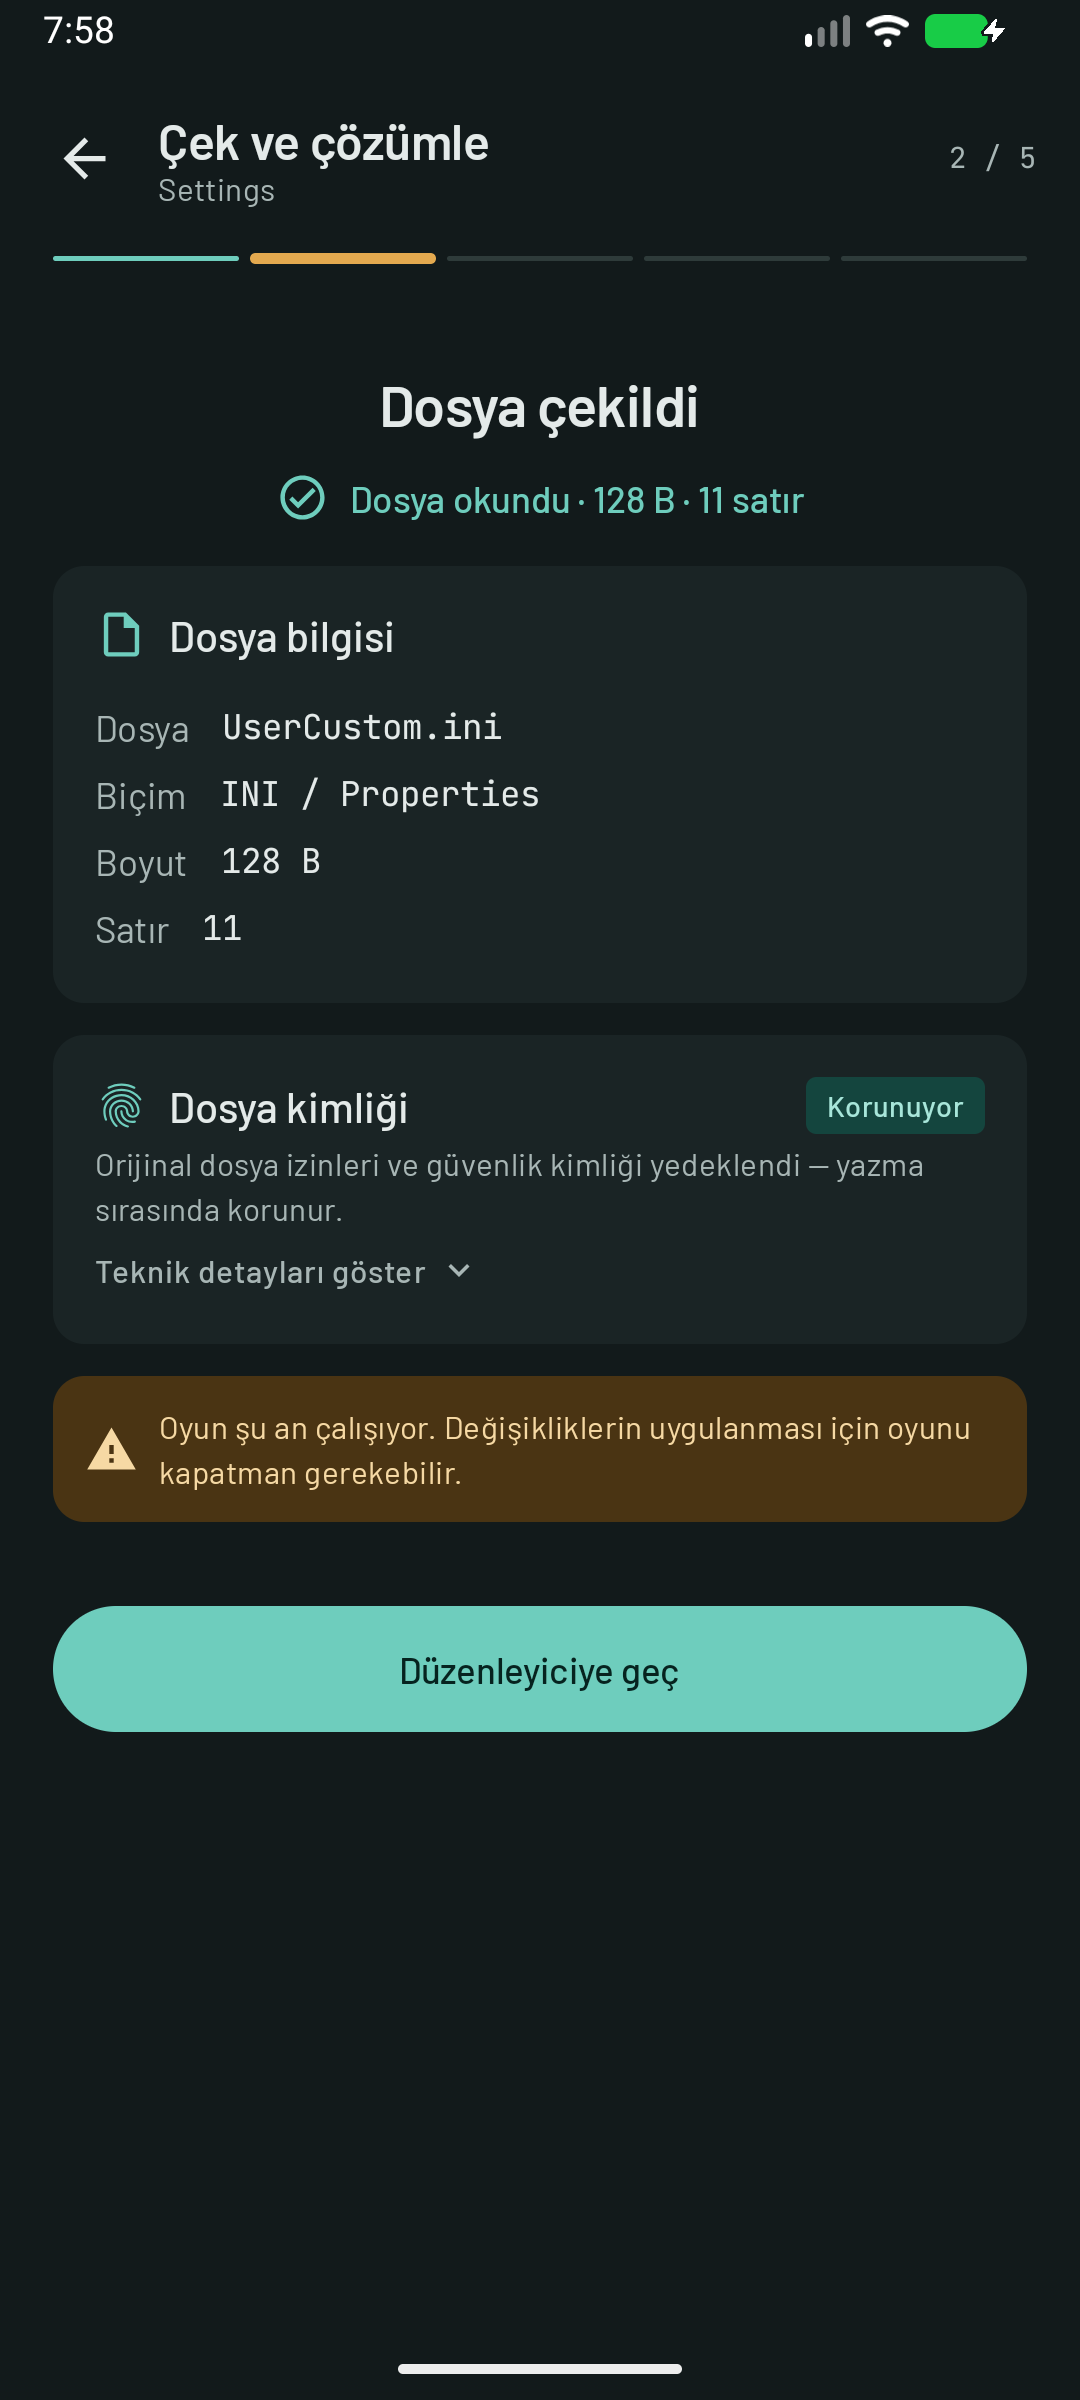 7:58
Çek ve çözümle
Settings
2 / 5
Dosya çekildi
Dosya okundu · 128 B · 11 satır
Dosya bilgisi
Dosya UserCustom.ini
Biçim INI / Properties
Boyut 128 B
Satır 11
Dosya kimliği
Korunuyor
Orijinal dosya izinleri ve güvenlik kimliği yedeklendi — yazma
sırasında korunur.
Teknik detayları göster
Oyun şu an çalışıyor. Değişikliklerin uygulanması için oyunu
kapatman gerekebilir.
Düzenleyiciye geç